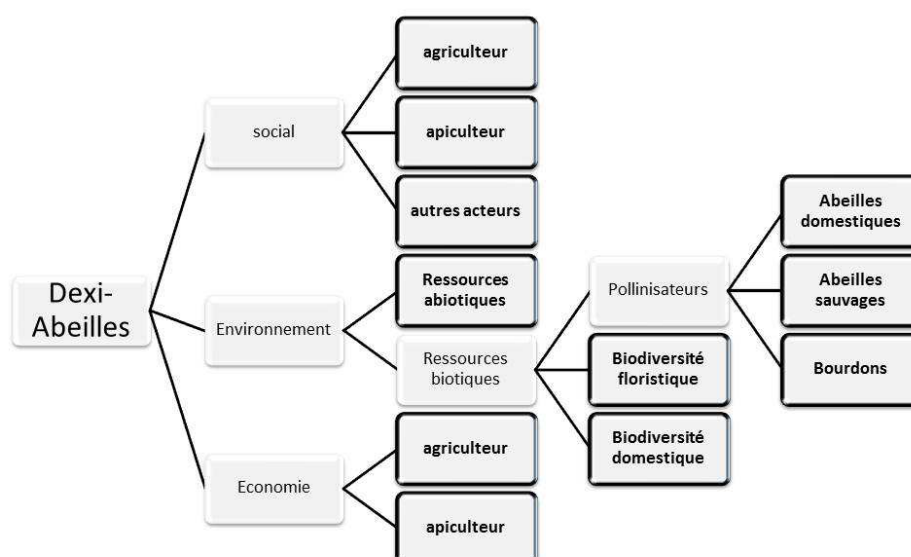 Dexi-
Abeilles
social
agriculteur
apiculteur
autres acteurs
Environnement
Ressources
abiotiques
Ressources
biotiques
Pollinisateurs
Abeilles
domestiques
Abeilles
sauvages
Bourdons
Biodiversité
floristique
Biodiversité
domestique
Economie
agriculteur
apiculteur